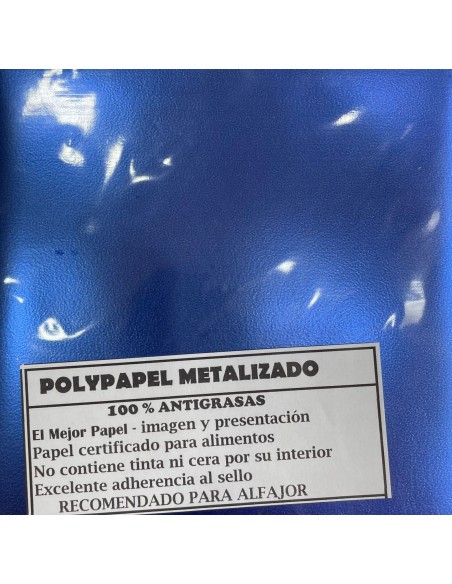 POLYPAPEL METALIZADO
100 % ANTIGRASAS
El Mejor Papel - imagen y presentación
Papel certificado para alimentos
No contiene tinta ni cera por su interior
Excelente adherencia al sello
RECOMENDADO PARA ALFAJOR